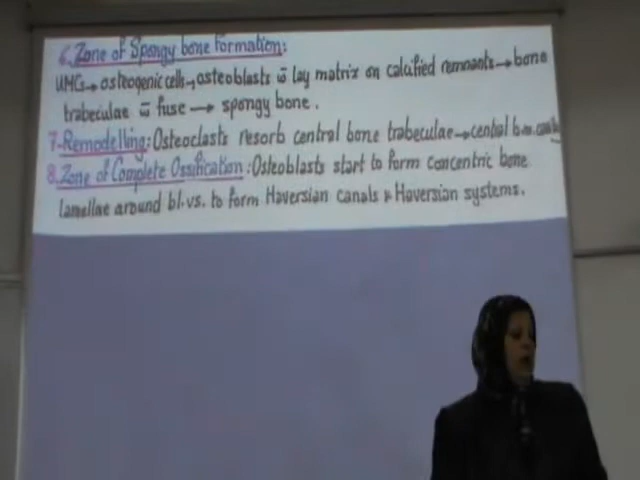 6. Zone of Spongy bone Formation:
UMCs → osteogenic cells → osteoblasts w̄ lay matrix on calcified remnants → bone
trabeculae w̄ fuse → spongy bone.
7- Remodelling: Osteoclasts resorb central bone trabeculae → central b.m. cavity
8. Zone of Complete Ossification: Osteoblasts start to form concentric bone
lamellae around bl.vs. to form Haversian canals & Haversian systems.